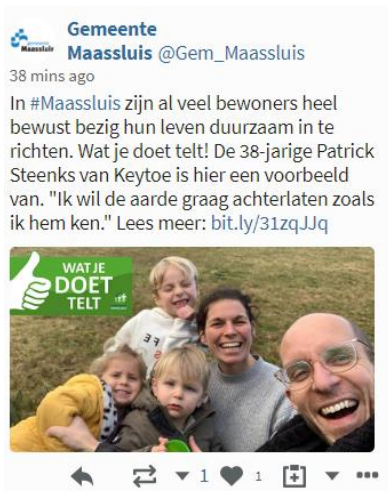 Gemeente
Maassluis @Gem_Maassluis
gemeente
Maassluis
38 mins ago
In #Maassluis zijn al veel bewoners heel
bewust bezig hun leven duurzaam in te
richten. Wat je doet telt! De 38-jarige Patrick
Steenks van Keytoe is hier een voorbeeld
van. "Ik wil de aarde graag achterlaten zoals
ik hem ken." Lees meer: bit.ly/31zqJJq
WAT JE
DOET
TELT
1 1